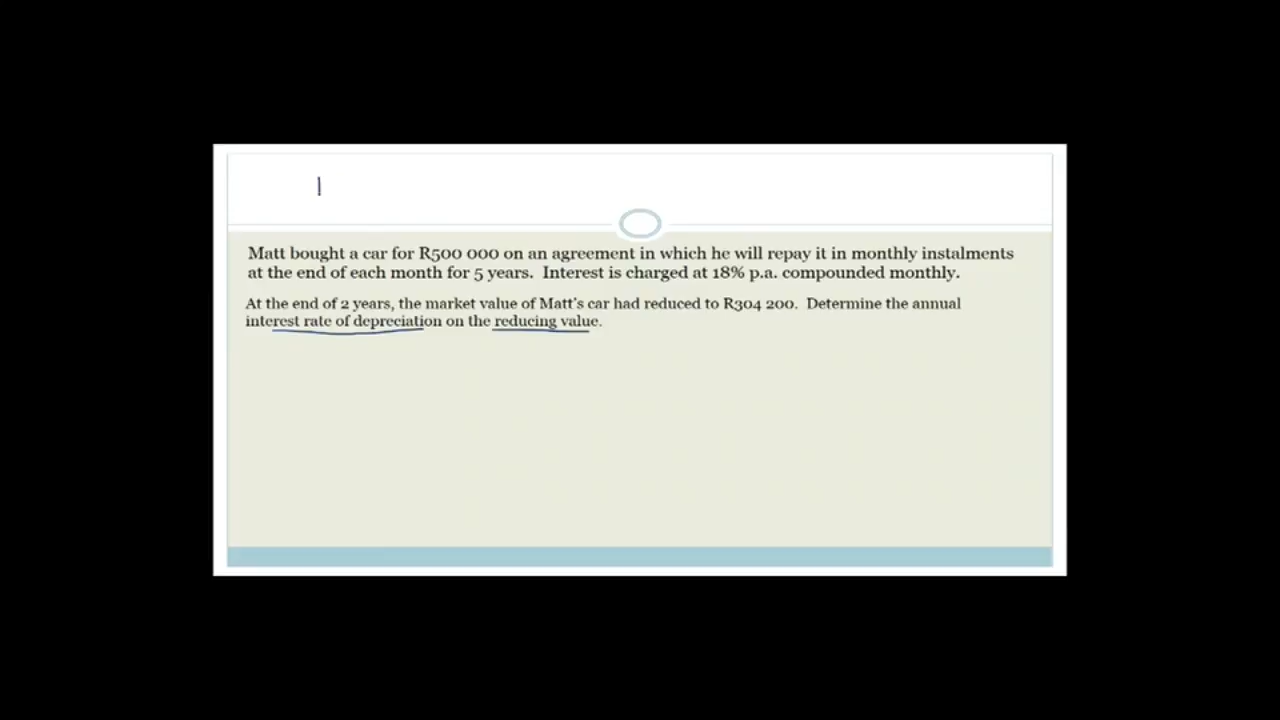 Matt bought a car for R500 000 on an agreement in which he will repay it in monthly instalments
at the end of each month for 5 years. Interest is charged at 18% p.a. compounded monthly.
At the end of 2 years, the market value of Matt's car had reduced to R304 200. Determine the annual
interest rate of depreciation on the reducing value.